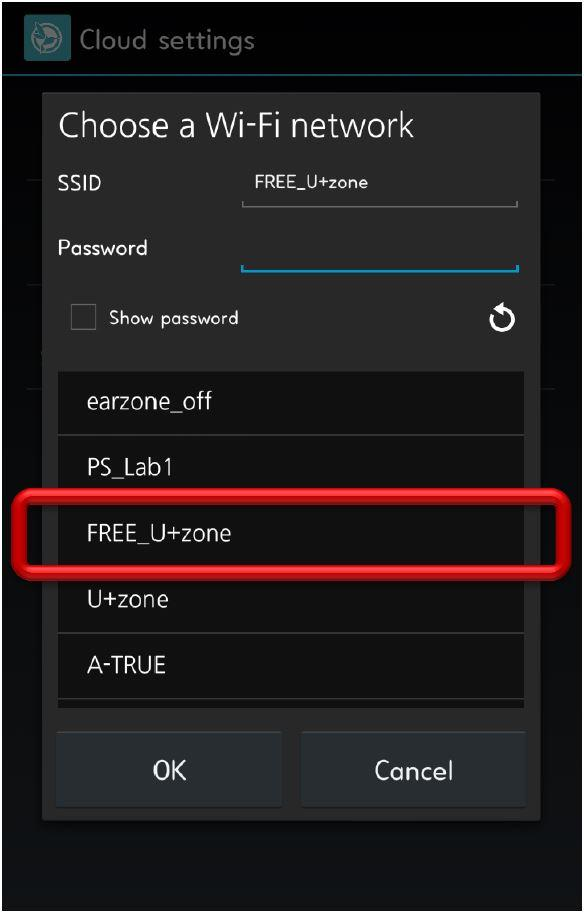 Cloud settings
Choose a Wi-Fi network
SSID FREE_U+zone
Password
Show password
earzone_off
PS_Lab1
FREE_U+zone
U+zone
A-TRUE
OK Cancel